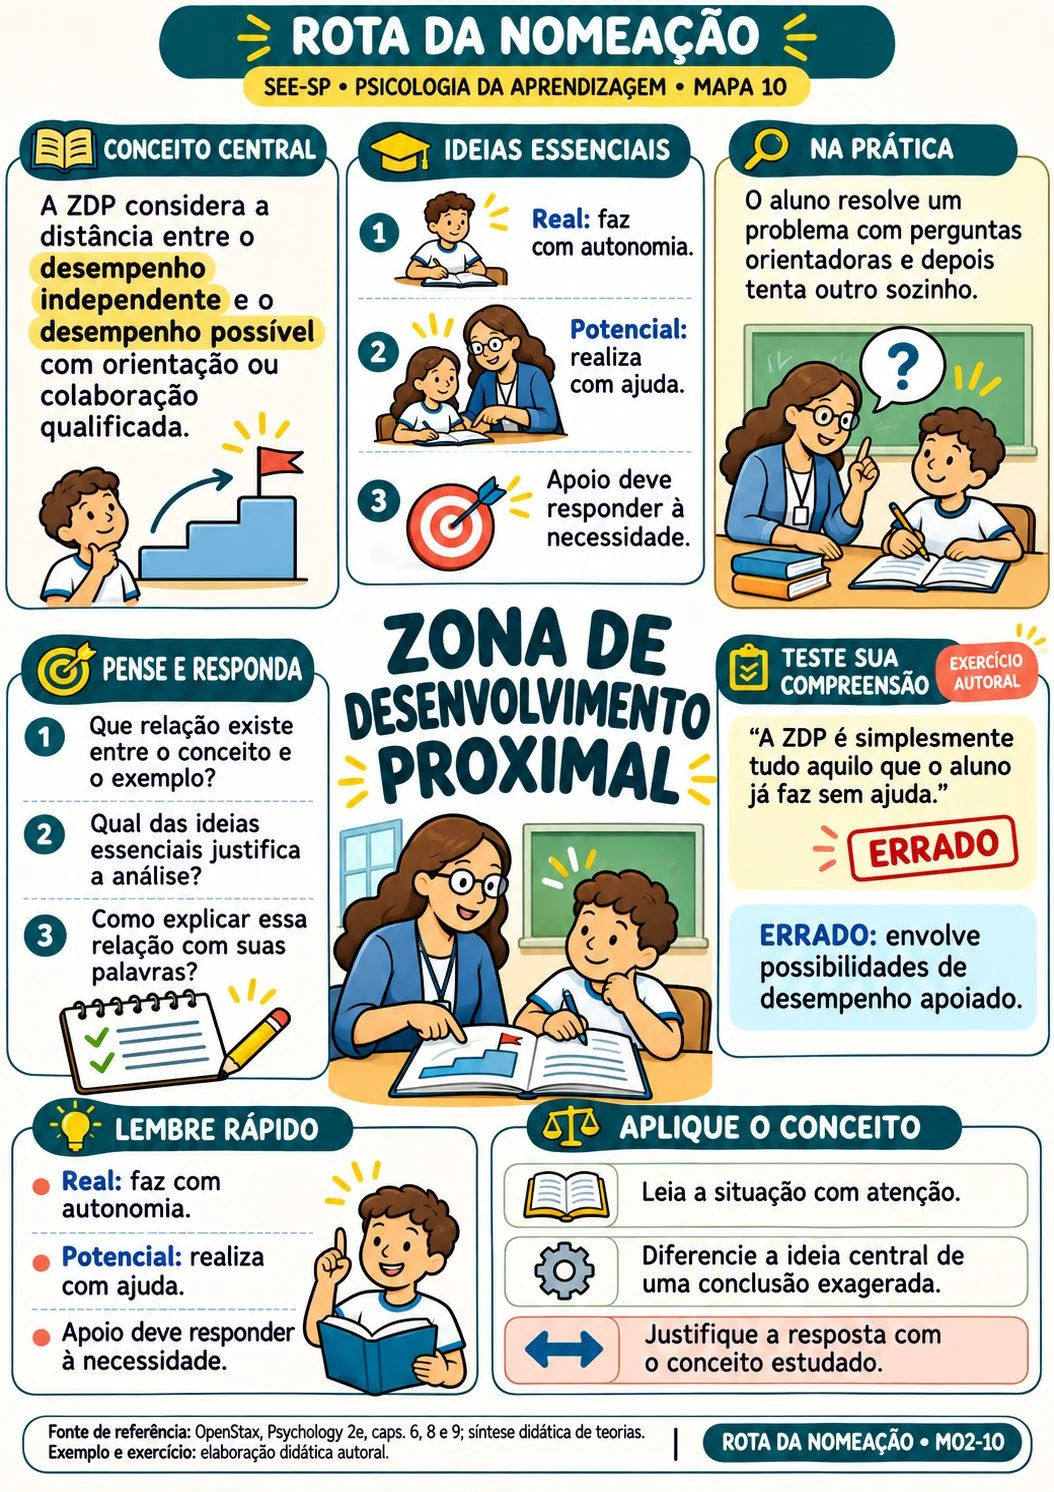 ROTA DA NOMEAÇÃO
SEE-SP • PSICOLOGIA DA APRENDIZAGEM • MAPA 10
CONCEITO CENTRAL
A ZDP considera a
distância entre o
desempenho
independente e o
desempenho possível
com orientação ou
colaboração
qualificada.
IDEIAS ESSENCIAIS
1
Real: faz
com autonomia.
2
Potencial:
realiza
com ajuda.
3
Apoio deve
responder à
necessidade.
NA PRÁTICA
O aluno resolve um
problema com perguntas
orientadoras e depois
tenta outro sozinho.
?
ZONA DE
DESENVOLVIMENTO
PROXIMAL
PENSE E RESPONDA
1
Que relação existe
entre o conceito e
o exemplo?
2
Qual das ideias
essenciais justifica
a análise?
3
Como explicar essa
relação com suas
palavras?
TESTE SUA
COMPREENSÃO
EXERCÍCIO
AUTORAL
“A ZDP é simplesmente
tudo aquilo que o aluno
já faz sem ajuda.”
ERRADO
ERRADO: envolve
possibilidades de
desempenho apoiado.
LEMBRE RÁPIDO
Real: faz com
autonomia.
Potencial: realiza
com ajuda.
Apoio deve responder
à necessidade.
APLIQUE O CONCEITO
Leia a situação com atenção.
Diferencie a ideia central de
uma conclusão exagerada.
Justifique a resposta com
o conceito estudado.
Fonte de referência: OpenStax, Psychology 2e, caps. 6, 8 e 9; síntese didática de teorias.
Exemplo e exercício: elaboração didática autoral.
ROTA DA NOMEAÇÃO • M02-10